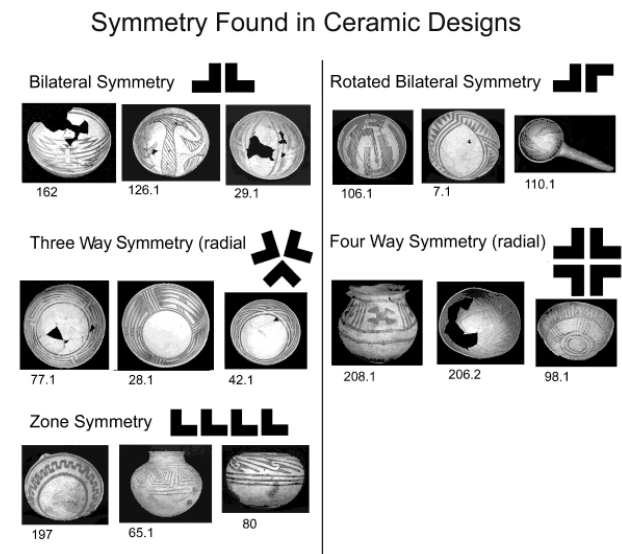 Symmetry Found in Ceramic Designs
Bilateral Symmetry
162
126.1
29.1
Rotated Bilateral Symmetry
106.1
7.1
110.1
Three Way Symmetry (radial
77.1
28.1
42.1
Four Way Symmetry (radial)
208.1
206.2
98.1
Zone Symmetry
197
65.1
80